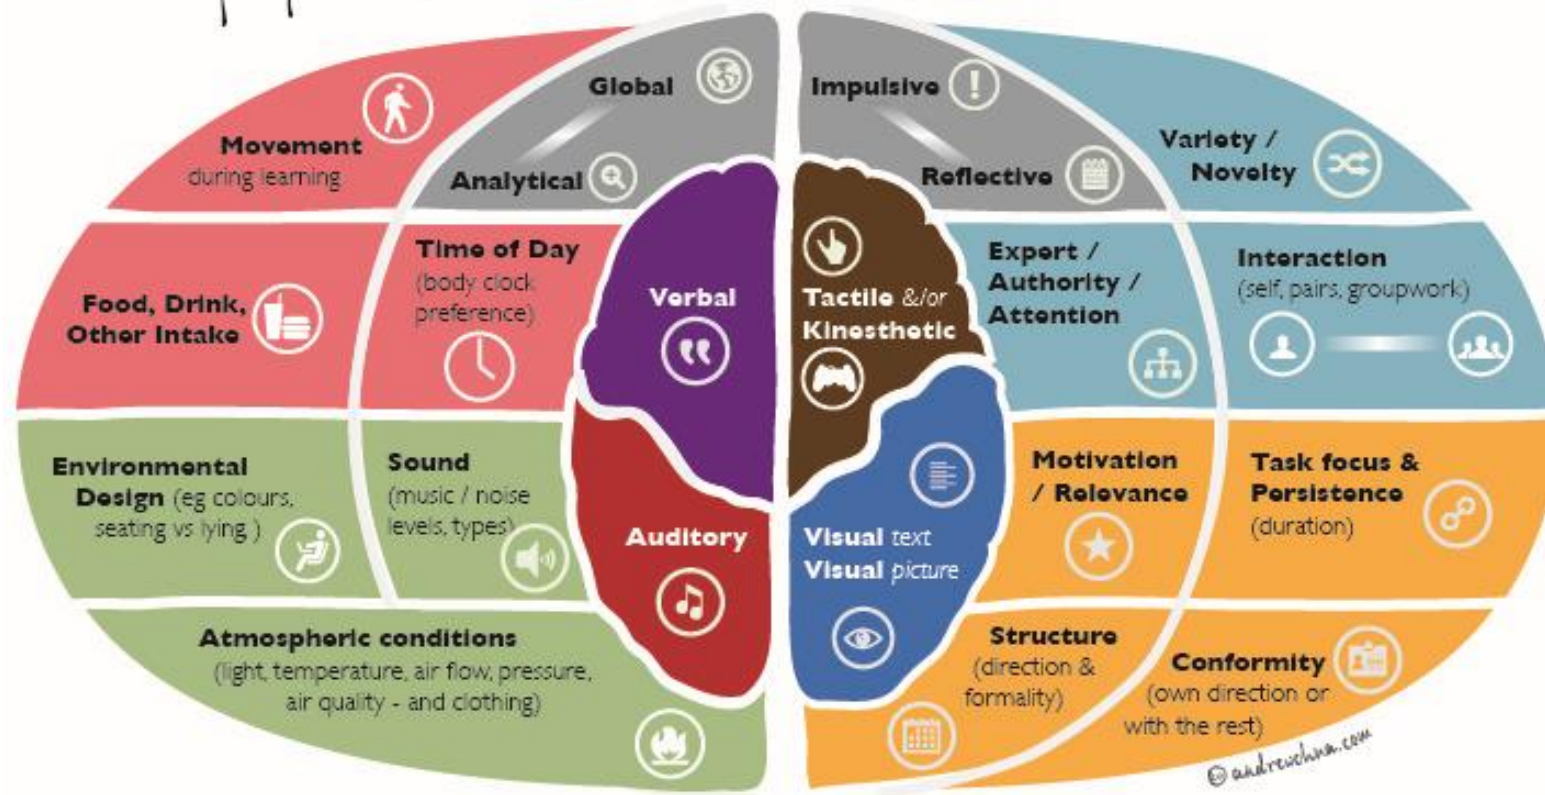 Movement
during learning
Global
Analytical
Impulsive
Reflective
Variety /
Novelty
Food, Drink,
Other Intake
Time of Day
(body clock
preference)
Verbal
Tactile &/or
Kinesthetic
Expert /
Authority /
Attention
Interaction
(self, pairs, groupwork)
Environmental
Design (eg colours,
seating vs lying )
Sound
(music / noise
levels, types)
Auditory
Visual text
Visual picture
Motivation
/ Relevance
Task focus &
Persistence
(duration)
Atmospheric conditions
(light, temperature, air flow, pressure,
air quality - and clothing)
Structure
(direction &
formality)
Conformity
(own direction or
with the rest)